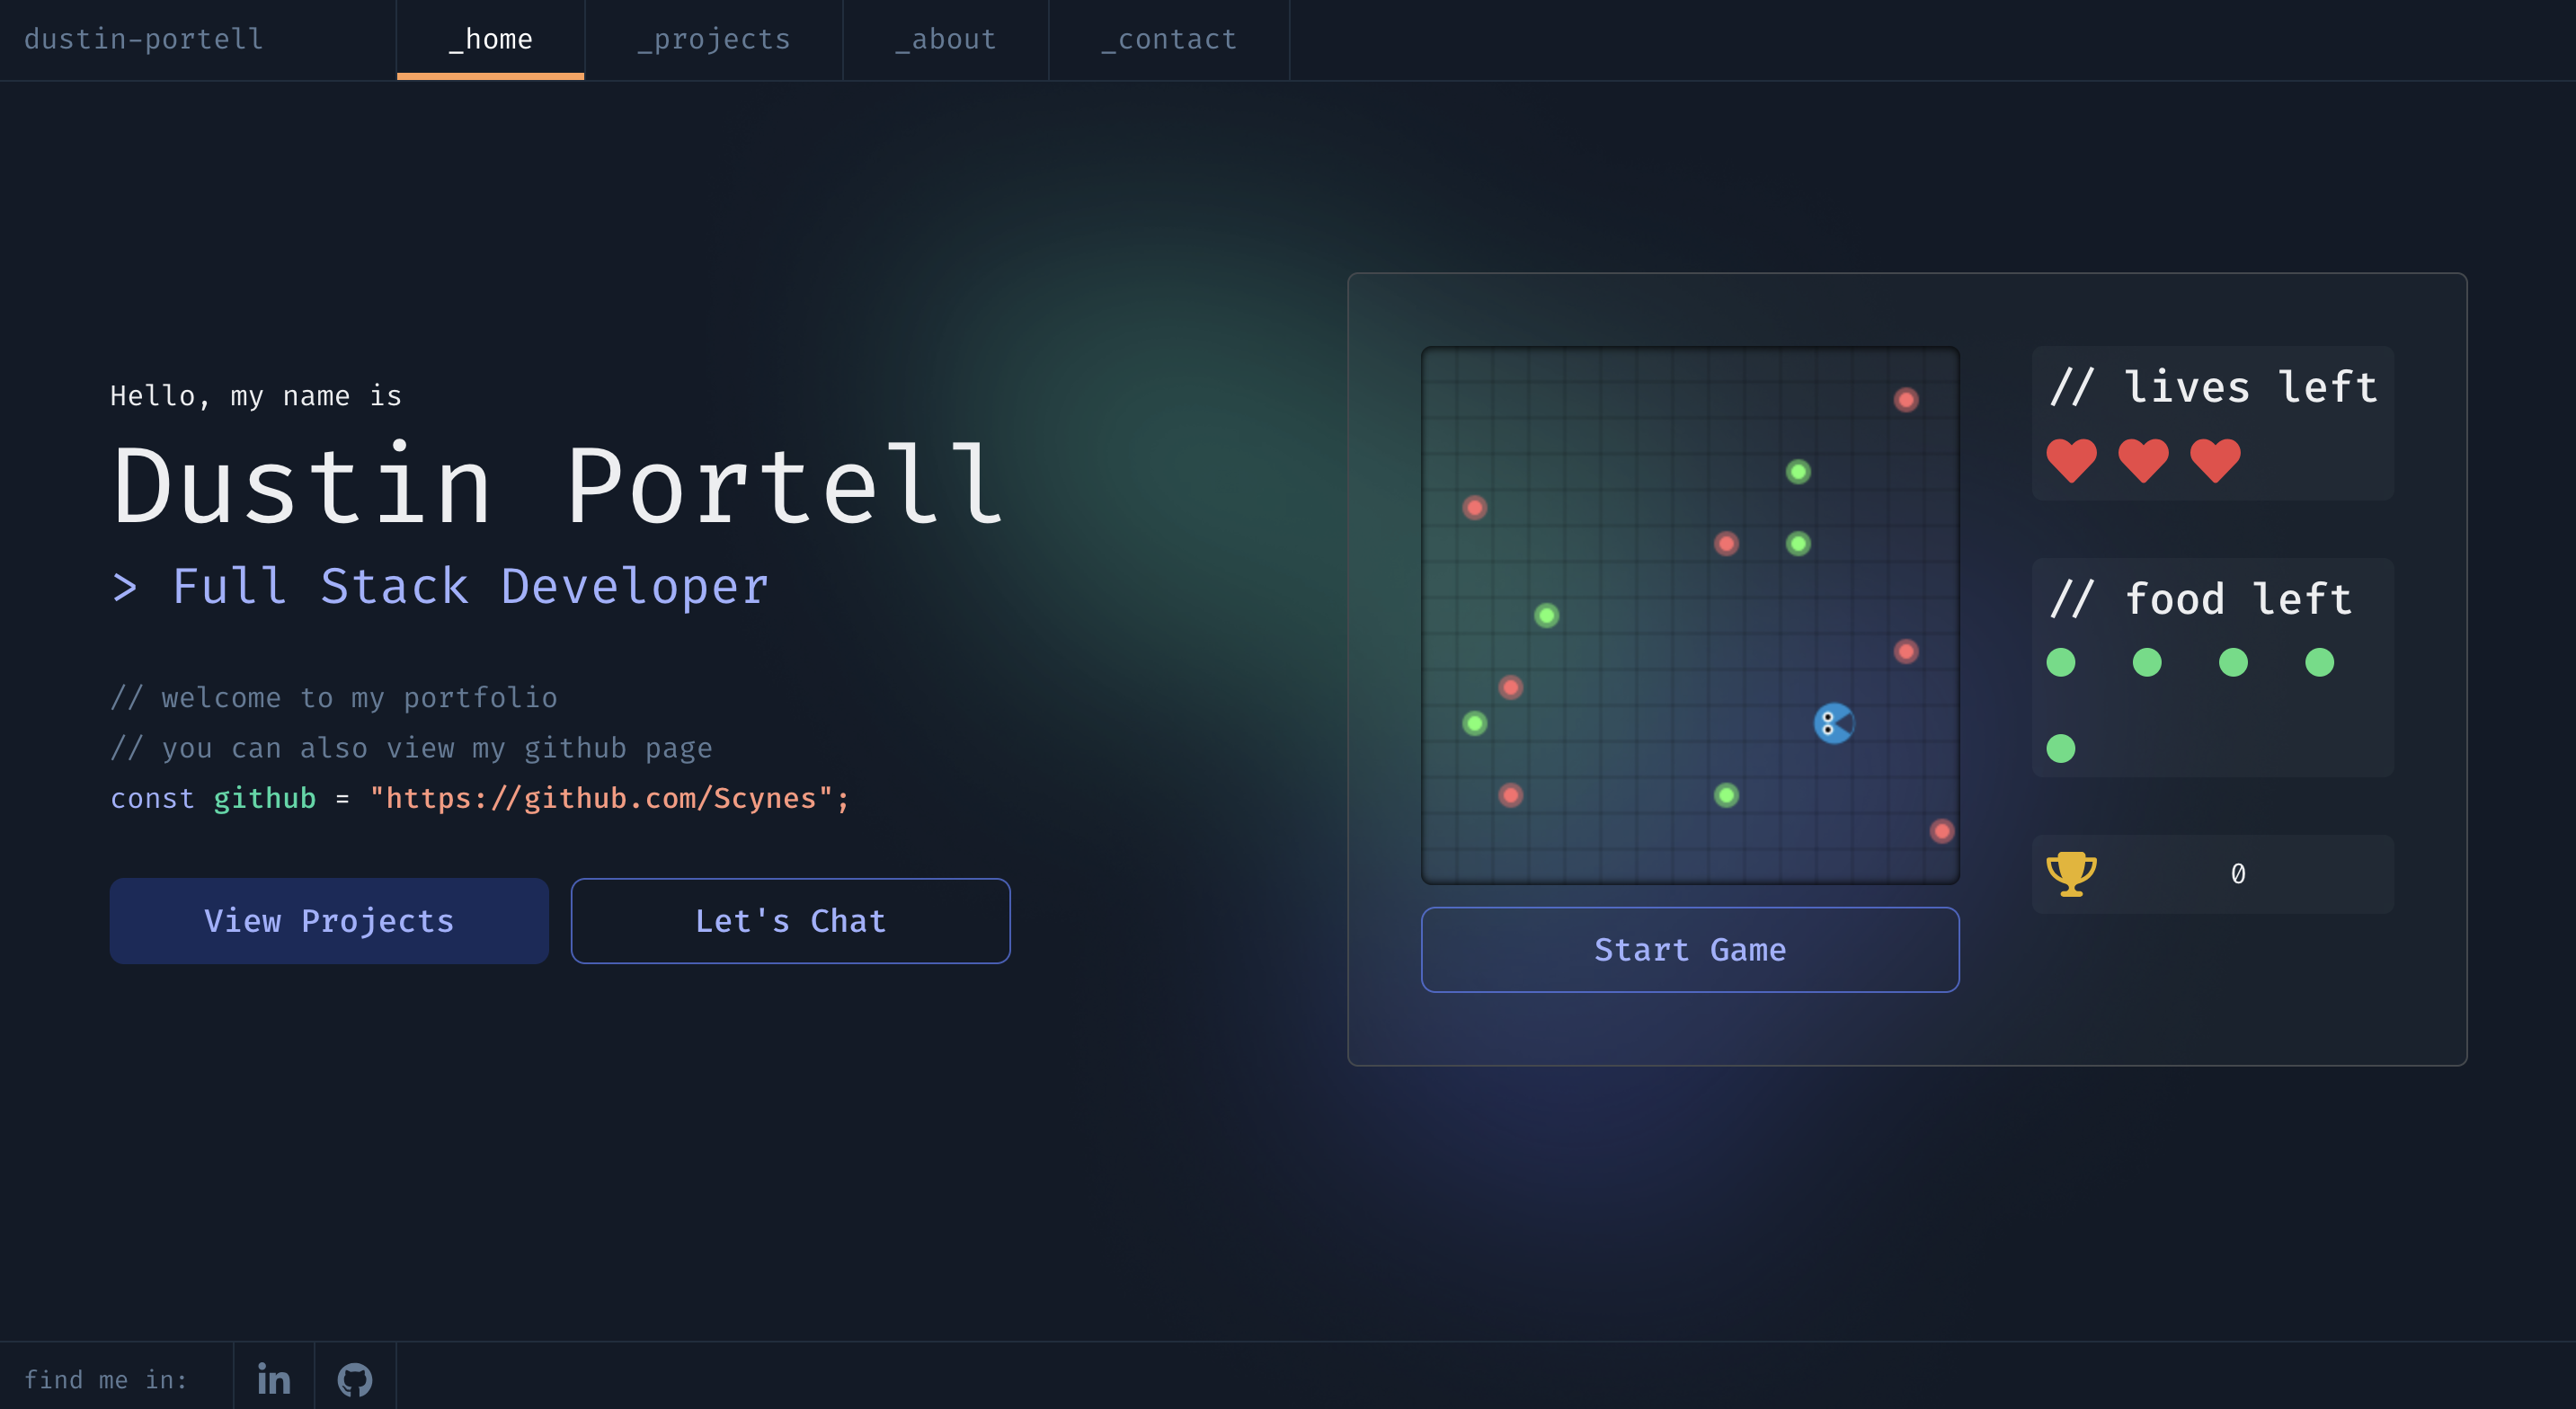 dustin-portell
_home
_projects
_about
_contact
Hello, my name is
Dustin Portell
> Full Stack Developer
// welcome to my portfolio
// you can also view my github page
const github = "https://github.com/Scynes";
View Projects
Let's Chat
Start Game
// lives left
// food left
0
find me in:
in